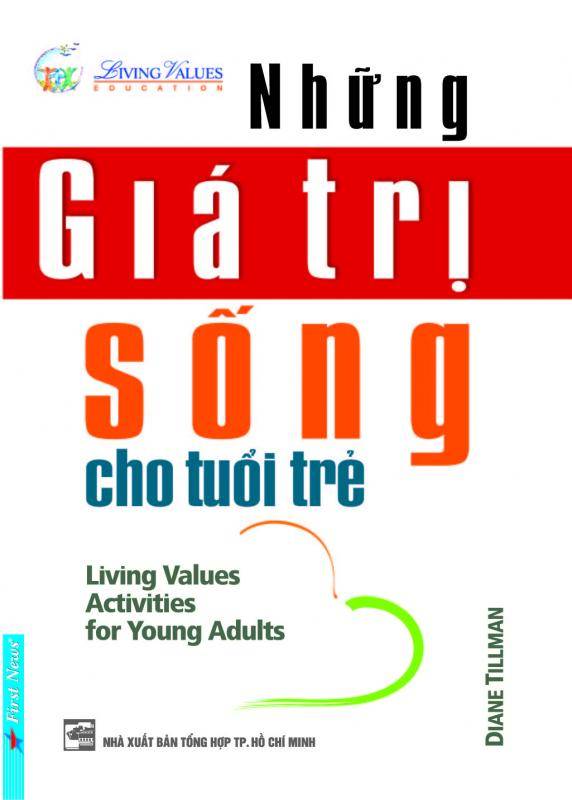 LIVING VALUES
EDUCATION
Những
Giá trị
sống
cho tuổi trẻ
Living Values
Activities
for Young Adults
DIANE TILLMAN
First News
NHÀ XUẤT BẢN TỔNG HỢP TP. HỒ CHÍ MINH